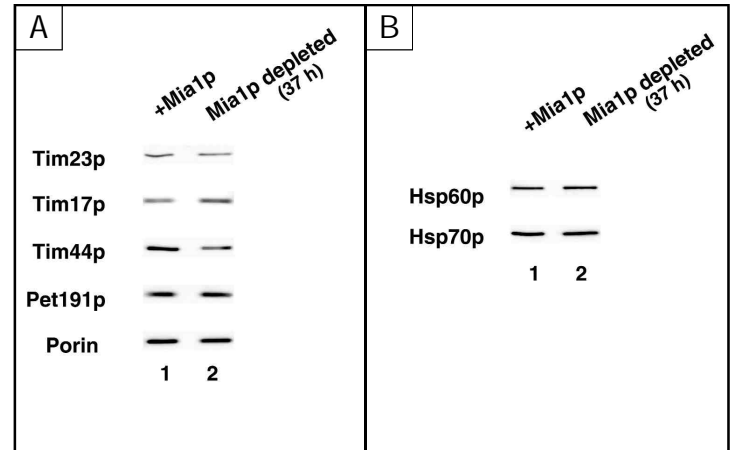 A
+Mia1p
Mia1p depleted
(37 h)
Tim23p
Tim17p
Tim44p
Pet191p
Porin
1 2
B
+Mia1p
Mia1p depleted
(37 h)
Hsp60p
Hsp70p
1 2